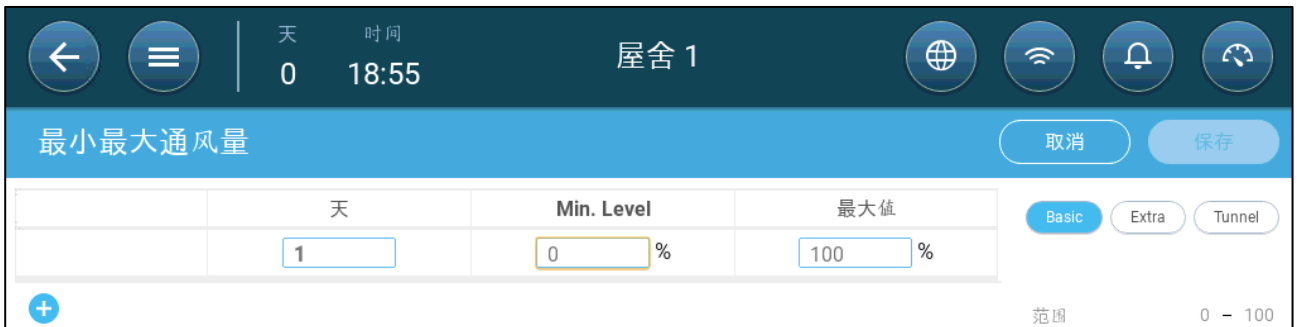 天 时间
0 18:55
屋舍 1
最小最大通风量
取消
保存
天 Min. Level 最大值
1 0 % 100 %
Basic Extra Tunnel
范围 0 – 100